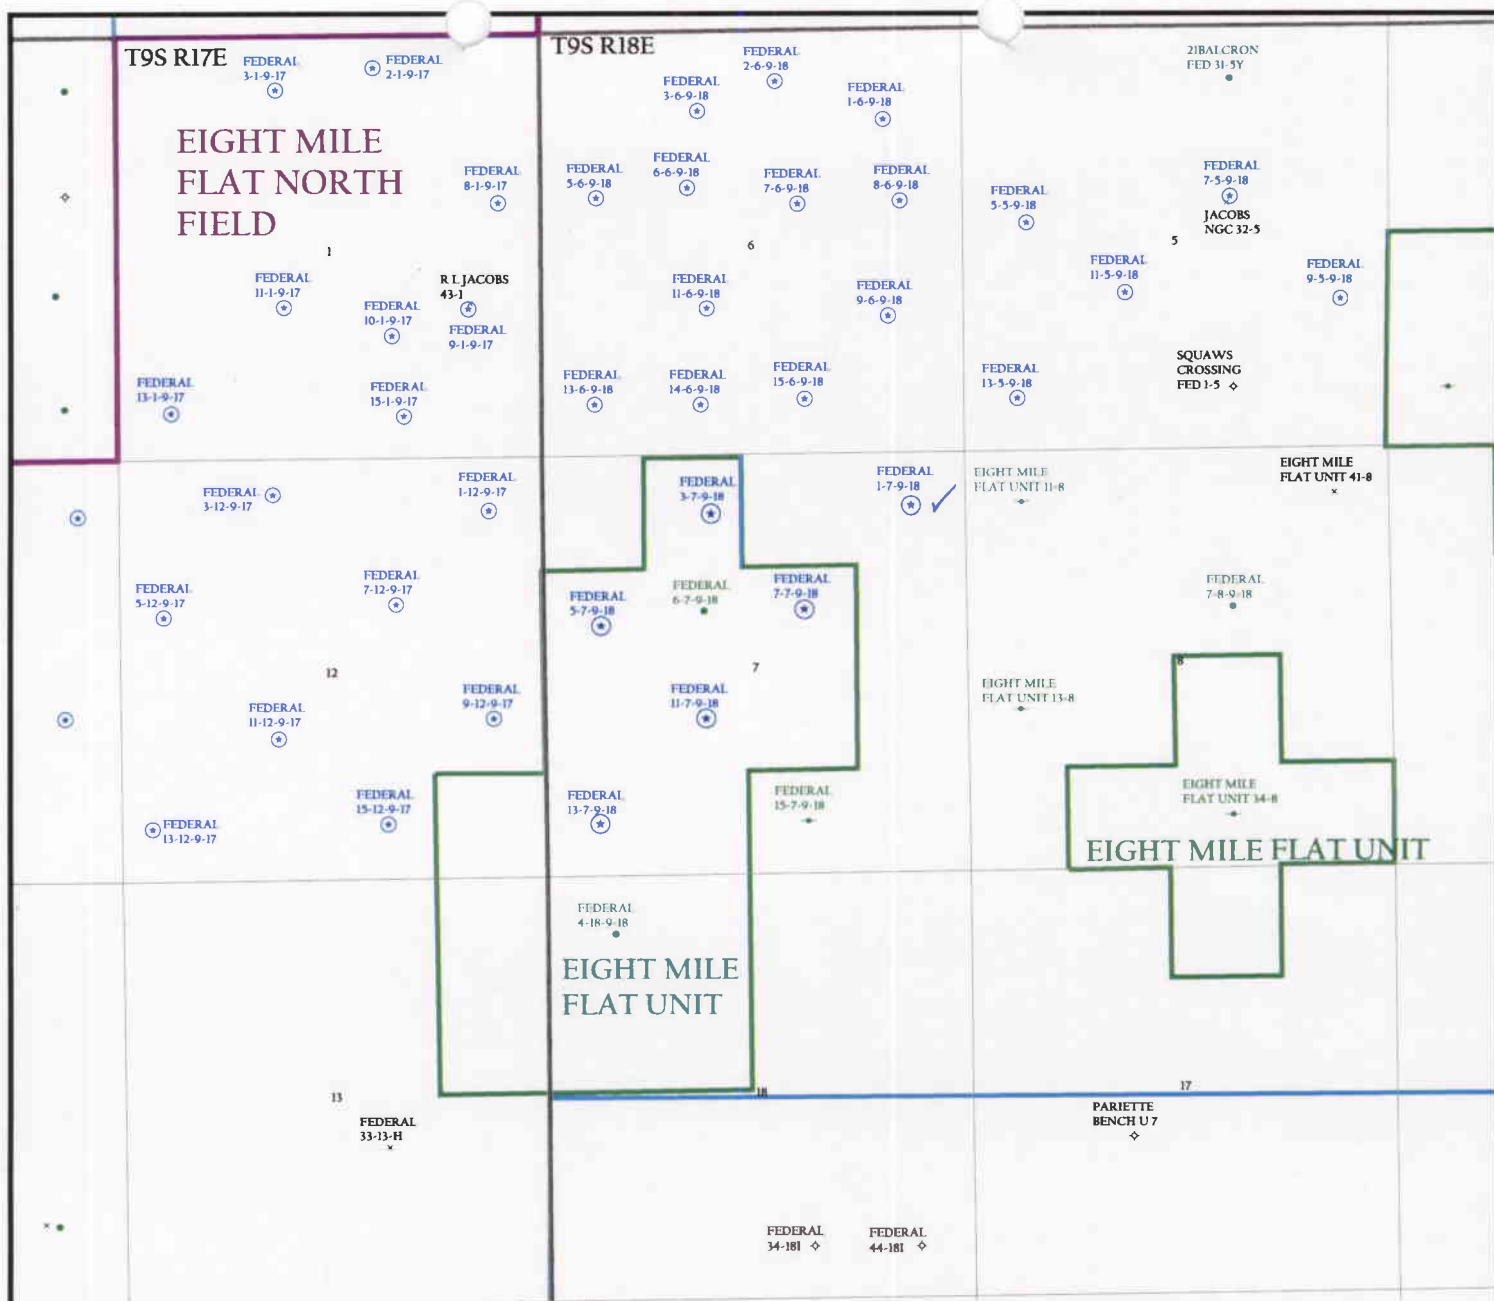 T9S R17E
FEDERAL
3-1-9-17
FEDERAL
2-1-9-17
EIGHT MILE
FLAT NORTH
FIELD
FEDERAL
8-1-9-17
1
FEDERAL
11-1-9-17
R L JACOBS
43-1
FEDERAL
10-1-9-17
FEDERAL
9-1-9-17
FEDERAL
13-1-9-17
FEDERAL
15-1-9-17
T9S R18E
FEDERAL
2-6-9-18
FEDERAL
3-6-9-18
FEDERAL
1-6-9-18
FEDERAL
5-6-9-18
FEDERAL
6-6-9-18
FEDERAL
7-6-9-18
FEDERAL
8-6-9-18
6
FEDERAL
11-6-9-18
FEDERAL
9-6-9-18
FEDERAL
13-6-9-18
FEDERAL
14-6-9-18
FEDERAL
15-6-9-18
21BALCRON
FED 31-5Y
FEDERAL
5-5-9-18
FEDERAL
7-5-9-18
JACOBS
NGC 32-5
5
FEDERAL
11-5-9-18
FEDERAL
9-5-9-18
SQUAWS
CROSSING
FED 1-5
FEDERAL
13-5-9-18
FEDERAL
3-12-9-17
FEDERAL
1-12-9-17
FEDERAL
5-12-9-17
FEDERAL
7-12-9-17
12
FEDERAL
11-12-9-17
FEDERAL
9-12-9-17
FEDERAL
13-12-9-17
FEDERAL
15-12-9-17
FEDERAL
3-7-9-18
FEDERAL
1-7-9-18
FEDERAL
5-7-9-18
FEDERAL
6-7-9-18
FEDERAL
7-7-9-18
7
FEDERAL
11-7-9-18
FEDERAL
13-7-9-18
FEDERAL
15-7-9-18
EIGHT MILE
FLAT UNIT 11-8
EIGHT MILE
FLAT UNIT 41-8
FEDERAL
7-8-9-18
8
EIGHT MILE
FLAT UNIT 13-8
EIGHT MILE
FLAT UNIT 34-8
EIGHT MILE FLAT UNIT
FEDERAL
4-18-9-18
EIGHT MILE
FLAT UNIT
13
FEDERAL
33-13-H
18
17
PARIETTE
BENCH U 7
FEDERAL
34-18I
FEDERAL
44-18I